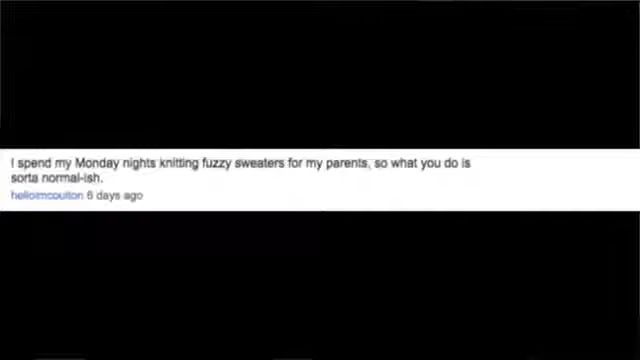 I spend my Monday nights knitting fuzzy sweaters for my parents, so what you do is
sorta normal-ish.
helloimcoulton 6 days ago